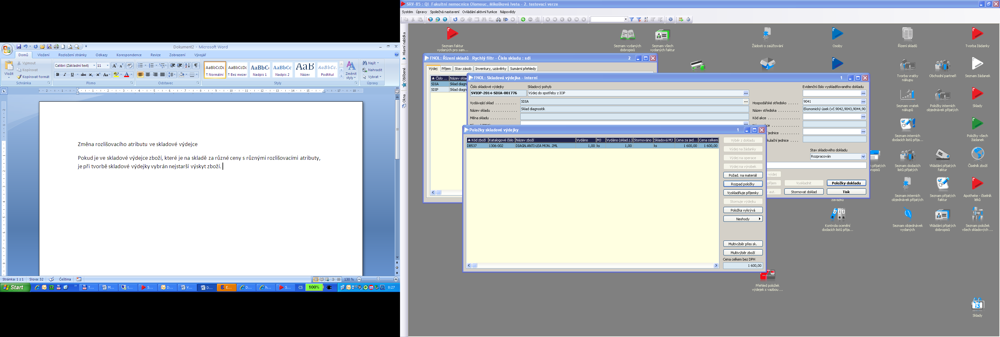 Dokument2 - Microsoft Word
Domů Vložení Rozložení stránky Odkazy Korespondence Revize Zobrazení Vývojář
Vložit
Vyjmout
Kopírovat
Kopírovat formát
Schránka
Calibri (Základní text) 11
Písmo
Odstavec
AaBbCcDc AaBbCcDc AaBbC AaBbCc AaB AaBbCc.
¶ Normální ¶ Bez mezer Nadpis 1 Nadpis 2 Název Podtitul
Změnit styly
Styly
Najít
Nahradit
Vybrat
Úpravy
Změna rozlišovacího atributu ve skladové výdejce
Pokud je ve skladové výdejce zboží, které je na skladě za různé ceny s různými rozlišovacími atributy,
je při tvorbě skladové výdejky vybrán nejstarší výskyt zboží.
Stránka: 1 z 1 Slova: 32 Čeština 130 %
Start T... M... t... S... D... V... D... E... D... h... S... CS 100% 8:27
SRV-85 : QI Fakultní nemocnice Olomouc, Mikošková Iveta - 2. testovací verze
Systém Úpravy Společná nastavení Ovládání aktivní funkce Nápovědy
Hlavní nabídka
Oblíbené
Okna
Seznam faktur
vydaných pro sam...
Seznam vydaných
dobropisů
Seznam všech
vydaných faktur
Žádosti o zaúčtování
Osoby
Řízení skladů
Tvorba žádanky
FNOL: Řízení skladů Rychlý filtr - Číslo skladu : sdi 2
Výdej Příjem Stav zásob Inventury, uzávěrky Sumární přehledy
Číslo ... Název skla
SDIA Sklad diagn
SDIP Sklad diagn
FNOL: Skladová výdejka - interní 1
Číslo skladové výdejky Skladový pohyb Evidenční číslo vyskladňovaného dokladu
SVIOP-2014-SDIA-001776 Výdej do spotřeby z IOP
Vydávající sklad . . . . . . . . . . SDIA Hospodářské středisko . . . . . 9041
Název skladu . . . . . . . . . . . . Sklad diagnostik Název střediska . . . . . . . . . . Ekonomický úsek (vč.9042,9043,9044,90
Měna skladu . . . . . . . . . . . . Kód akce . . . . . . . . . . . . . . .
jednice . . . .
kulační jednice . . . .
Stav skladového dokladu
Rozpracován
výdej
příjem Vyskladnit Položky dokladu
- aut. Stornovat doklad Tisk
Položky skladové výdejky 1
Kód zboží Katalogové číslo Název zboží Vydáno MJ Vydáno (sklad.j.) Stornováno Skladová MJ Cena za jed... Cena celkem
DB537 1306-002 DIAGN.ANTI-LEA MON. 2ML 1,00 ks 1,00 ks 1 600,00 1 600,00
Výběr z dokladu
Výdej na žádanky
Výdej na operace
Výdej na výrobek
Požad. na materiál
Rozpad položky
Vyskladňuje příjemky
Stornuje výdejku
Položka vykrývá
Neshody
Multivýběr přes sk.
Multivýběr zboží
Cena celkem bez DPH
1 600,00
Tvorba vratky
nákupu
Obchodní partneři
Seznam žádanek
Seznam vratek
nákupů
Položky interních
objednávek přijatých
Sklady
Seznam interních
dodacích listů přija...
Položky všech
žádanek
Seznam dodacích
listů přijatých
Vkládání přijatých
faktur
Číselník zboží
Seznam interních
objednávek přijatých
Seznam přijatých
faktur
Apotheke - číselník
léků
závazků
Kontrola ocenění
dodacích listů přija...
Seznam objednávek
vydaných
Vkládání přijatých
dobropisů
Seznam položek
všech skladových ...
Přehled položek
výdejek s vazbou ...
Sklady